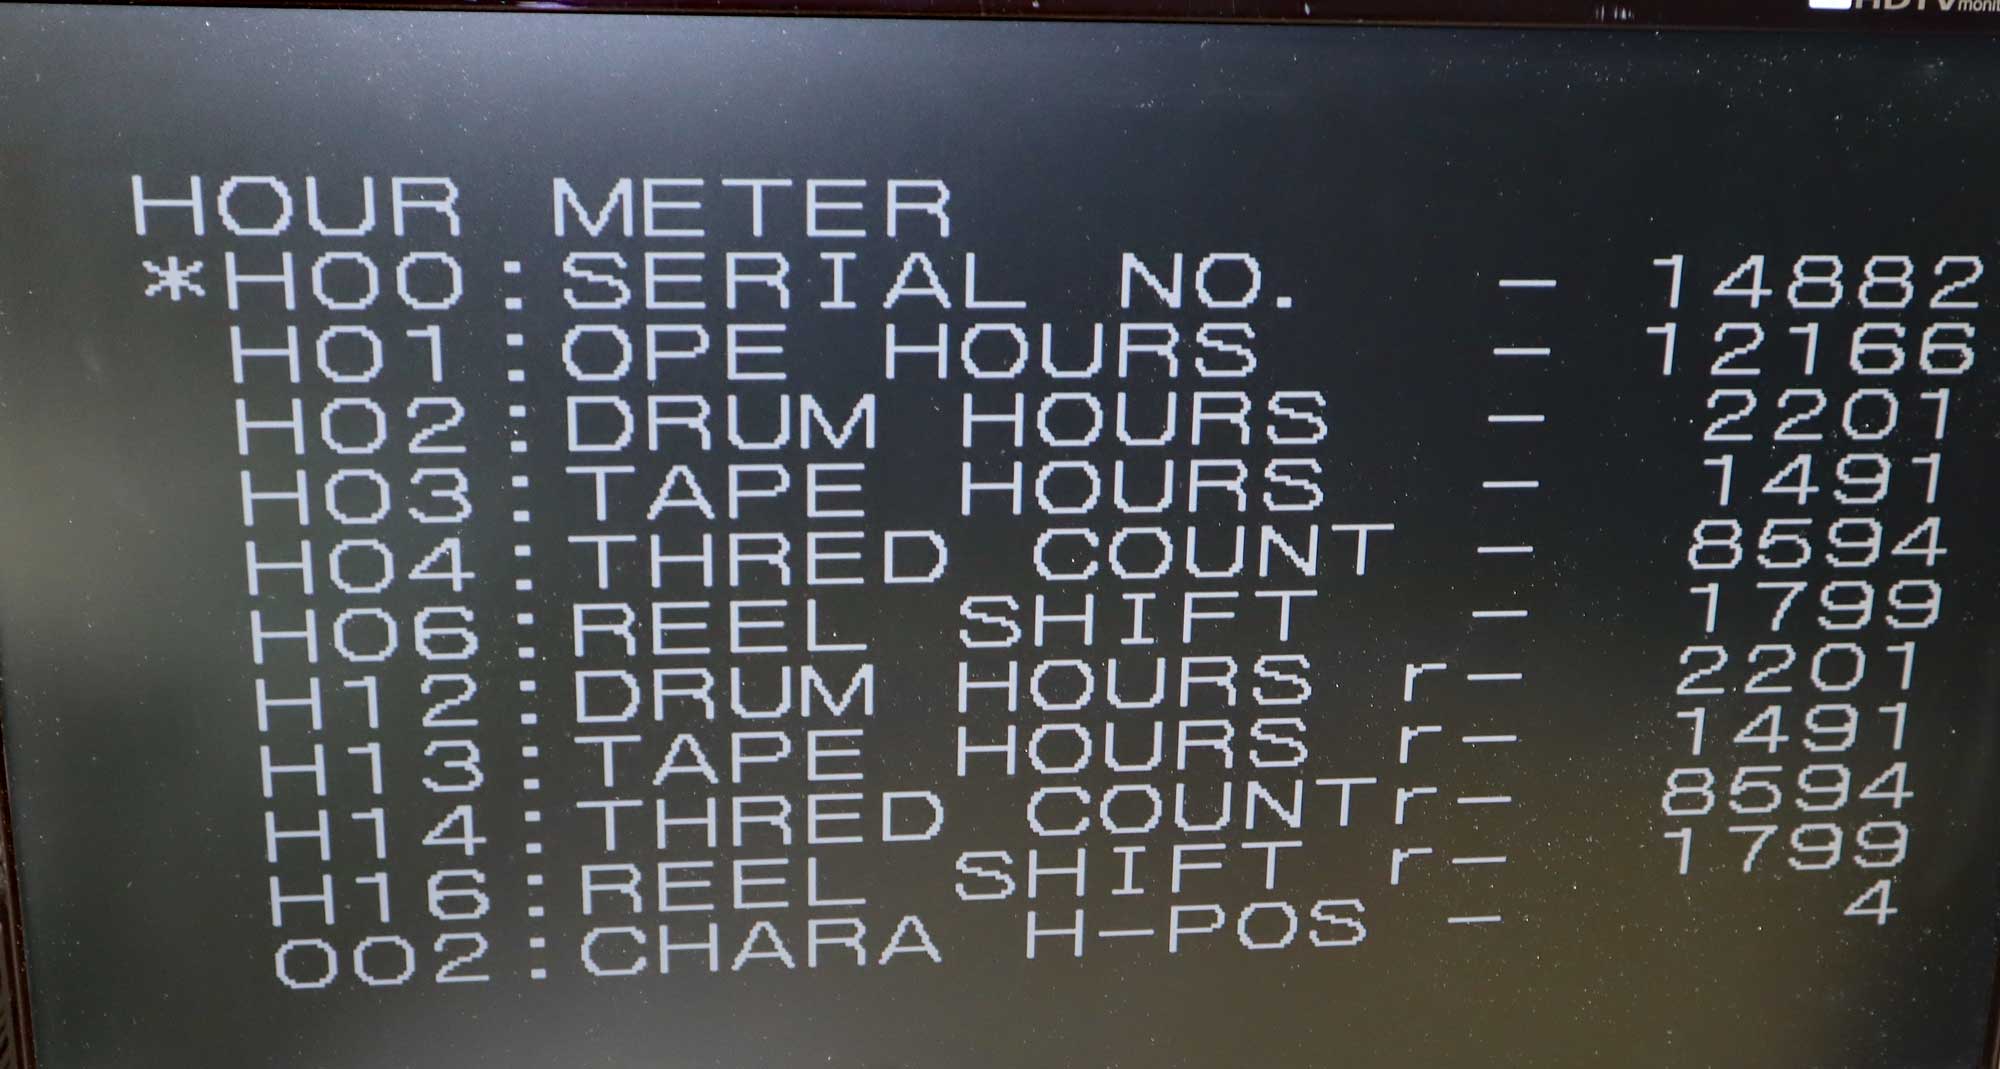 HDTV monit
HOUR METER
*H00:SERIAL NO. - 14882
H01:OPE HOURS - 12166
H02:DRUM HOURS - 2201
H03:TAPE HOURS - 1491
H04:THRED COUNT - 8594
H06:REEL SHIFT - 1799
H12:DRUM HOURS r- 2201
H13:TAPE HOURS r- 1491
H14:THRED COUNTr- 8594
H16:REEL SHIFT r- 1799
002:CHARA H-POS - 4